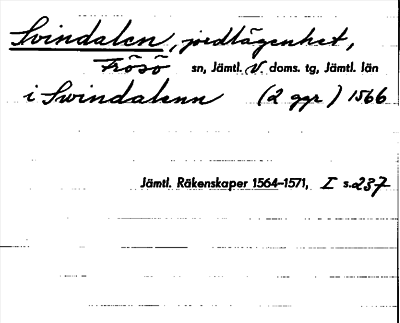 Svindalen, jordlägenhet,
Frösö sn, Jämtl. V. doms. tg, Jämtl. län
i Swindalenn (2 ggr) 1566
Jämtl. Räkenskaper 1564–1571, I s. 237